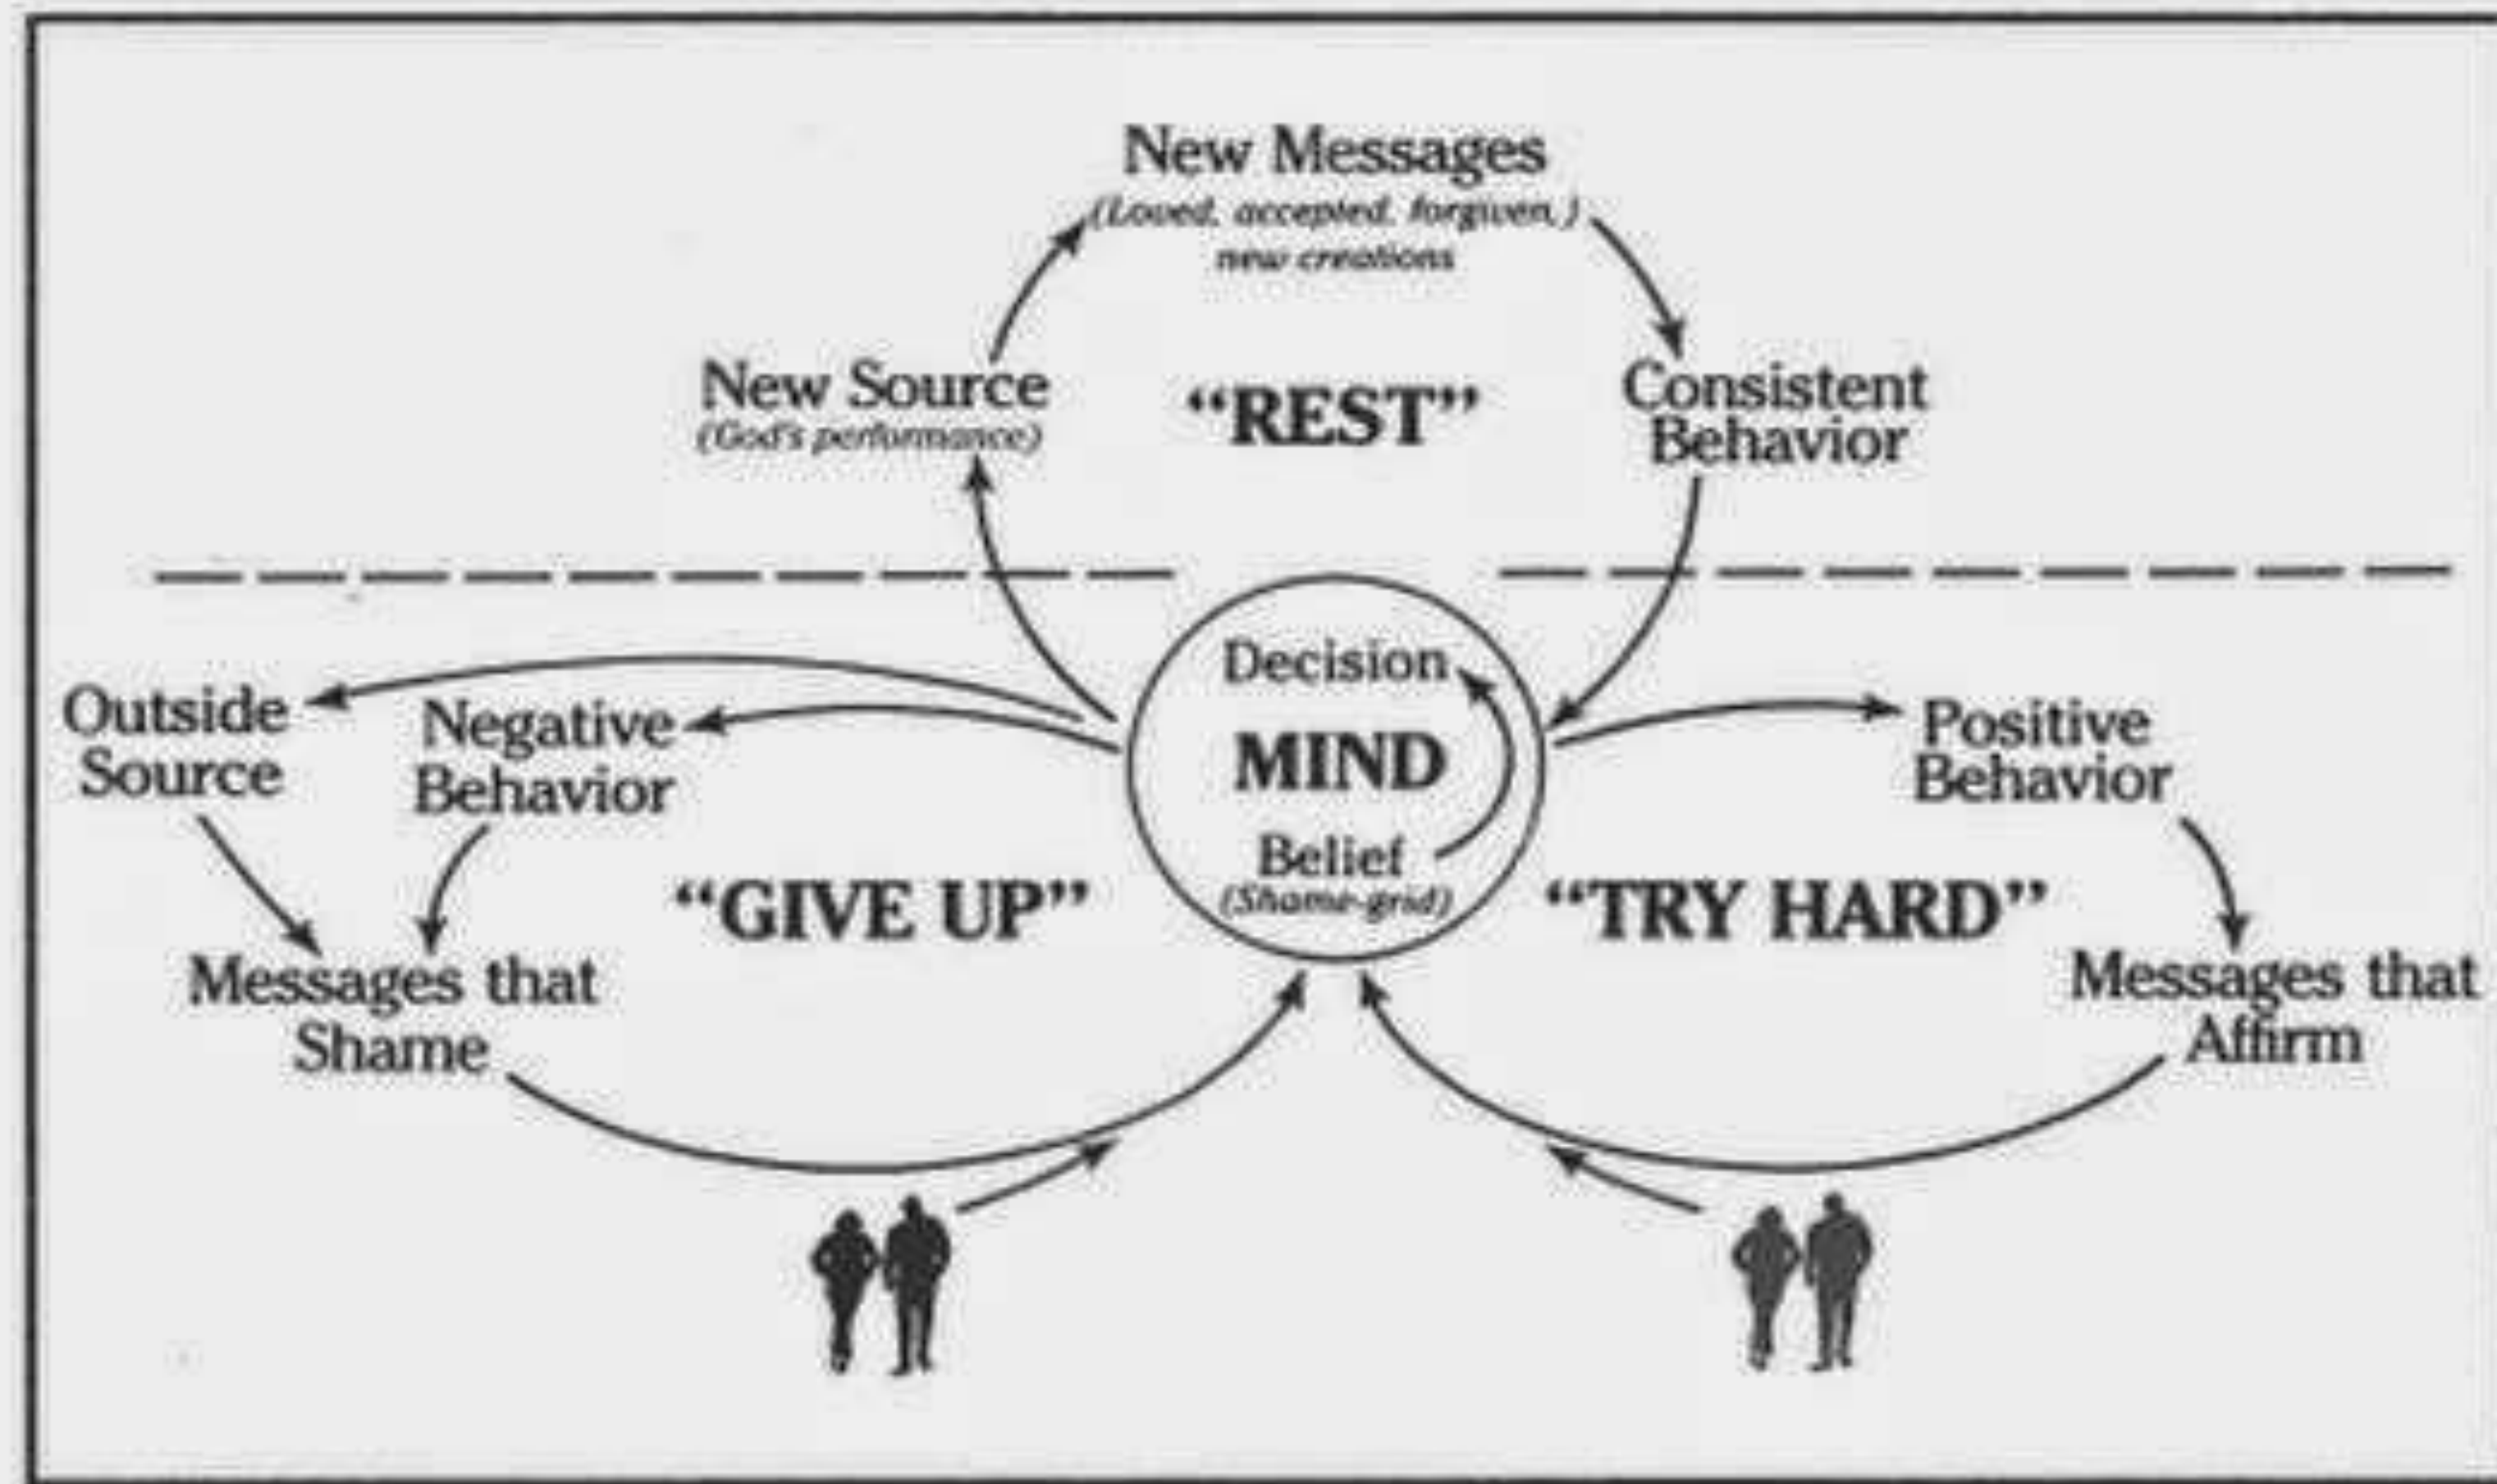 New Messages
(Loved, accepted, forgiven,)
new creations
New Source
(God's performance)
"REST"
Consistent
Behavior
Outside
Source
Negative
Behavior
Decision
MIND
Belief
(Shame-grid)
Positive
Behavior
"GIVE UP"
"TRY HARD"
Messages that
Shame
Messages that
Affirm